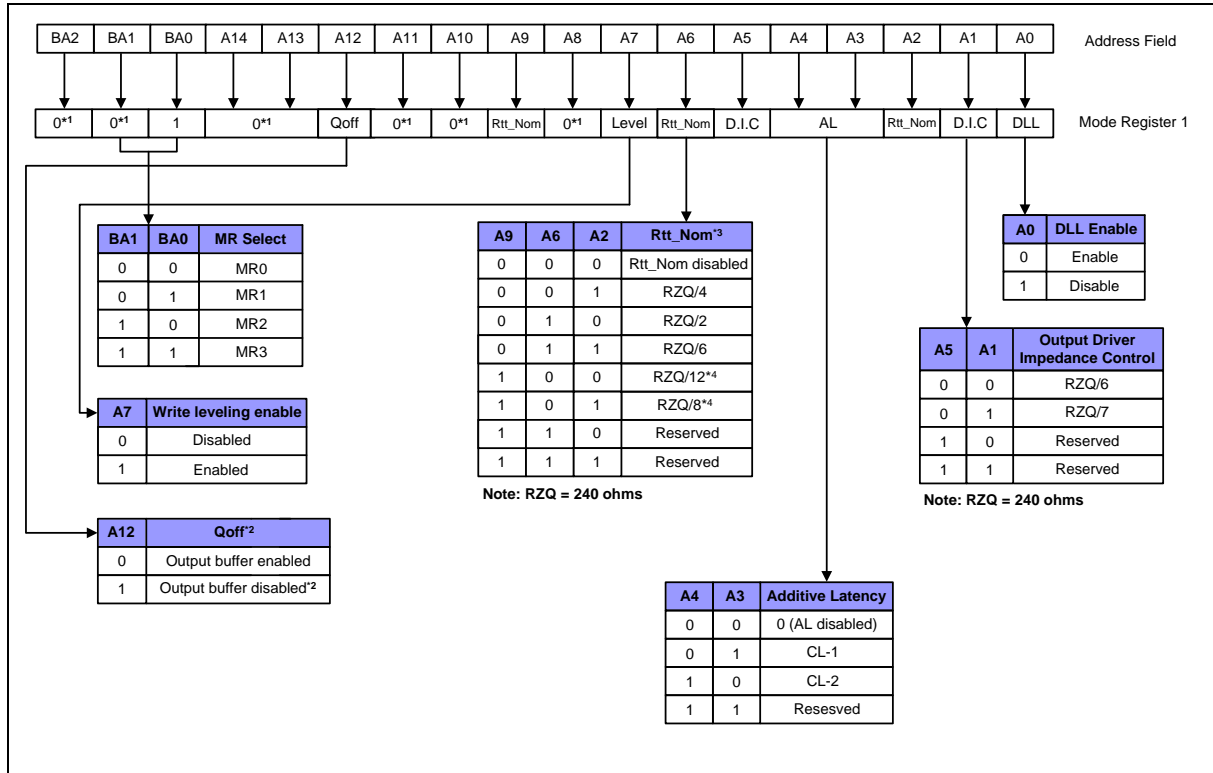 BA2 BA1 BA0 A14 A13 A12 A11 A10 A9 A8 A7 A6 A5 A4 A3 A2 A1 A0 Address Field
0*1 0*1 1 0*1 Qoff 0*1 0*1 Rtt_Nom 0*1 Level Rtt_Nom D.I.C AL Rtt_Nom D.I.C DLL Mode Register 1
BA1 BA0 MR Select
0 0 MR0
0 1 MR1
1 0 MR2
1 1 MR3
A7 Write leveling enable
0 Disabled
1 Enabled
A12 Qoff*2
0 Output buffer enabled
1 Output buffer disabled*2
A9 A6 A2 Rtt_Nom*3
0 0 0 Rtt_Nom disabled
0 0 1 RZQ/4
0 1 0 RZQ/2
0 1 1 RZQ/6
1 0 0 RZQ/12*4
1 0 1 RZQ/8*4
1 1 0 Reserved
1 1 1 Reserved
Note: RZQ = 240 ohms
A0 DLL Enable
0 Enable
1 Disable
A5 A1 Output Driver
Impedance Control
0 0 RZQ/6
0 1 RZQ/7
1 0 Reserved
1 1 Reserved
Note: RZQ = 240 ohms
A4 A3 Additive Latency
0 0 0 (AL disabled)
0 1 CL-1
1 0 CL-2
1 1 Resesved